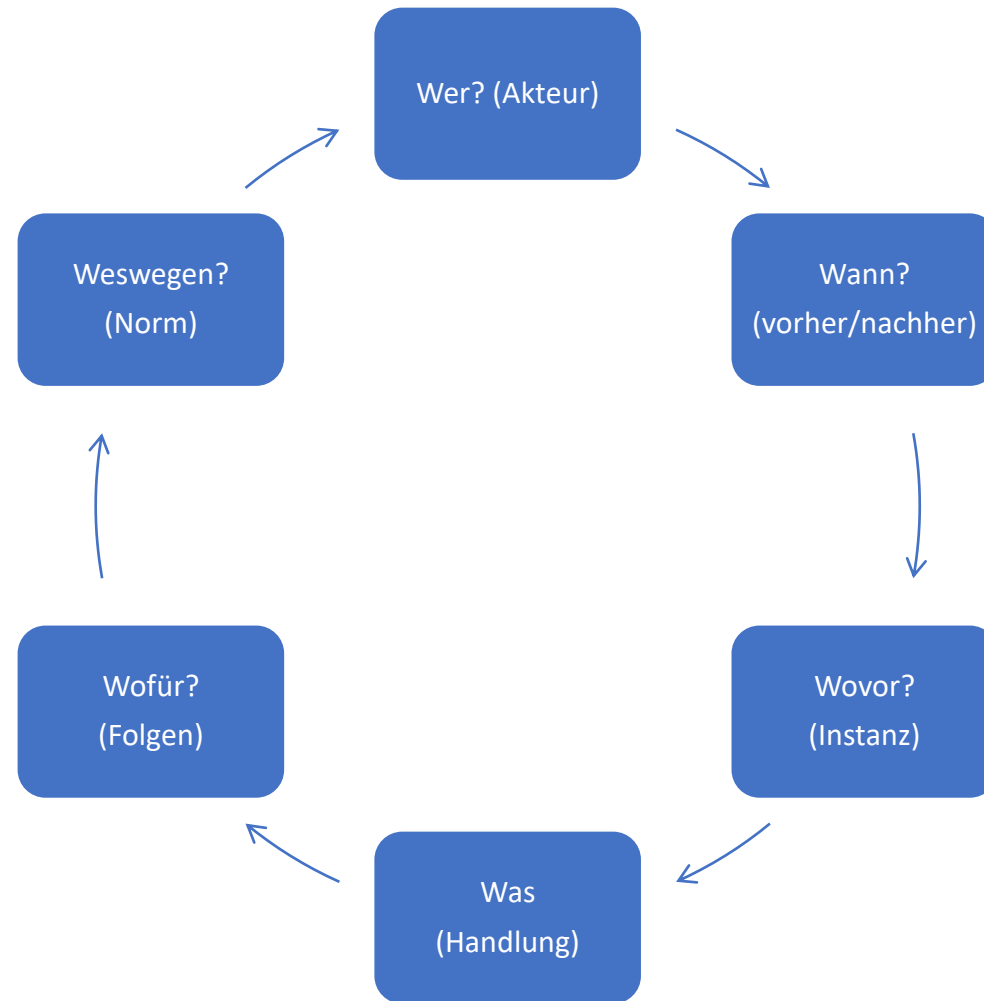 Wer? (Akteur)
Wann?
(vorher/nachher)
Wovor?
(Instanz)
Was
(Handlung)
Wofür?
(Folgen)
Weswegen?
(Norm)